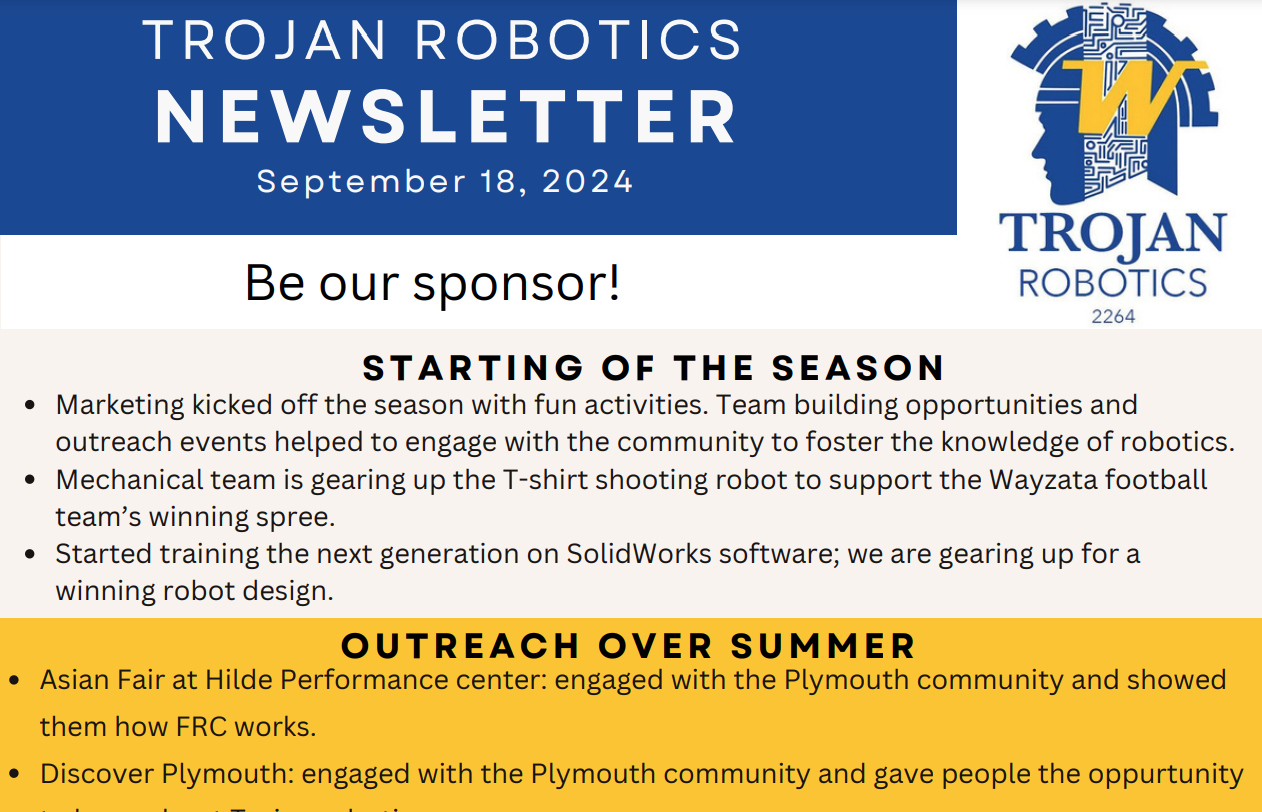 TROJAN ROBOTICS
NEWSLETTER
September 18, 2024
W
TROJAN
ROBOTICS
2264
Be our sponsor!
STARTING OF THE SEASON
• Marketing kicked off the season with fun activities. Team building opportunities and
outreach events helped to engage with the community to foster the knowledge of robotics.
• Mechanical team is gearing up the T-shirt shooting robot to support the Wayzata football
team’s winning spree.
• Started training the next generation on SolidWorks software; we are gearing up for a
winning robot design.
OUTREACH OVER SUMMER
• Asian Fair at Hilde Performance center: engaged with the Plymouth community and showed
them how FRC works.
• Discover Plymouth: engaged with the Plymouth community and gave people the oppurtunity